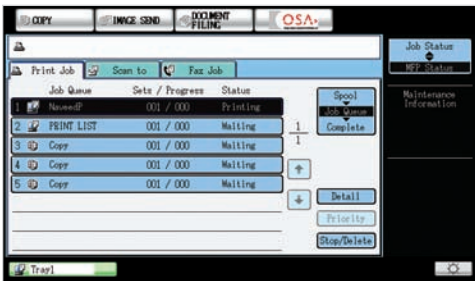 COPY
IMAGE SEND
DOCUMENT FILING
OSA
Job Status
MFP Status
Print Job
Scan to
Fax Job
Job Queue Sets / Progress Status
1 NaveedP 001 / 000 Printing
2 PRINT LIST 001 / 000 Waiting
3 Copy 001 / 000 Waiting
4 Copy 001 / 000 Waiting
5 Copy 001 / 000 Waiting
1
1
Spool
Job Queue
Complete
Detail
Priority
Stop/Delete
Maintenance
Information
Tray1